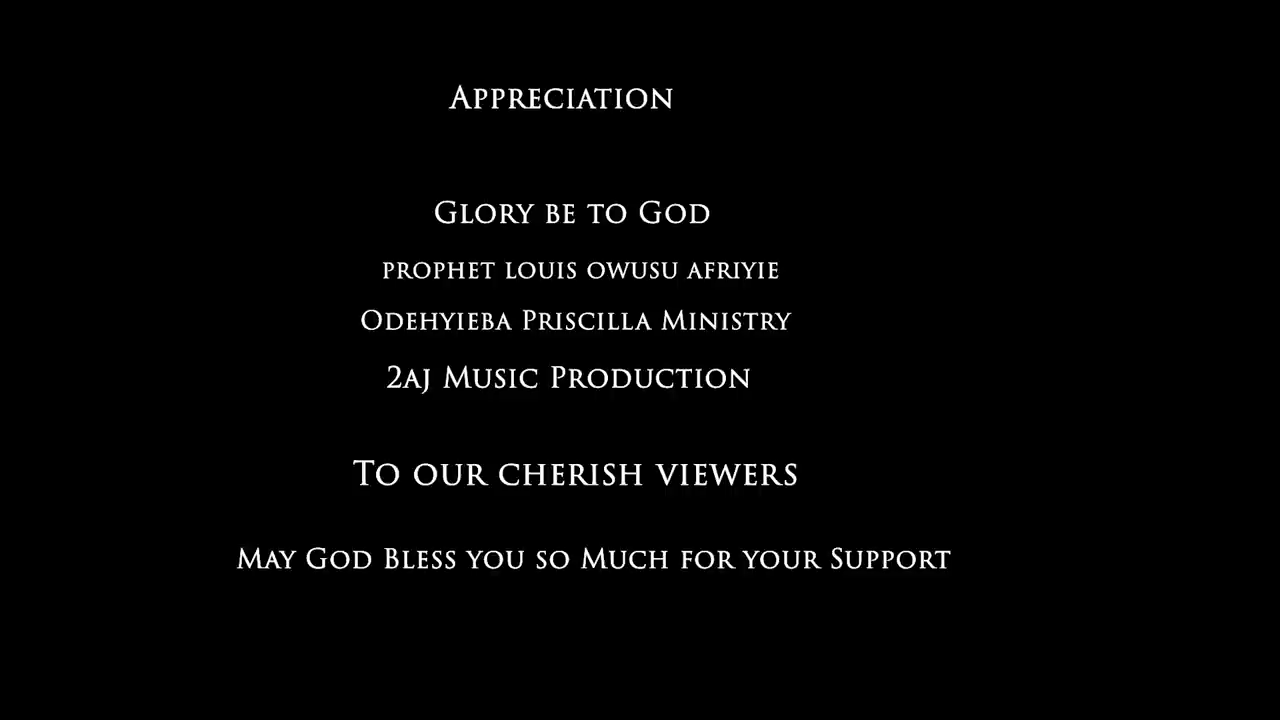 Appreciation
Glory be to God
prophet louis owusu afriyie
Odehyieba Priscilla Ministry
2aj Music Production
To our cherish viewers
May God Bless you so Much for your Support